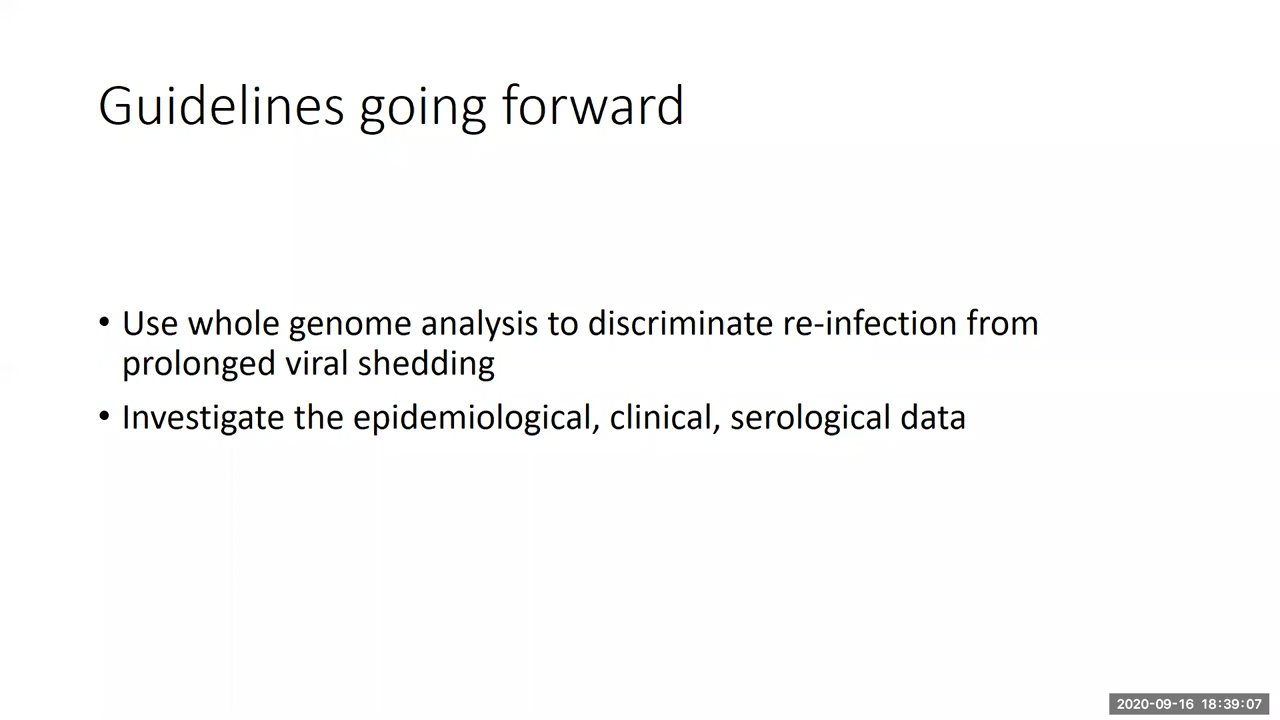 Guidelines going forward
• Use whole genome analysis to discriminate re-infection from
prolonged viral shedding
• Investigate the epidemiological, clinical, serological data
2020-09-16 18:39:07